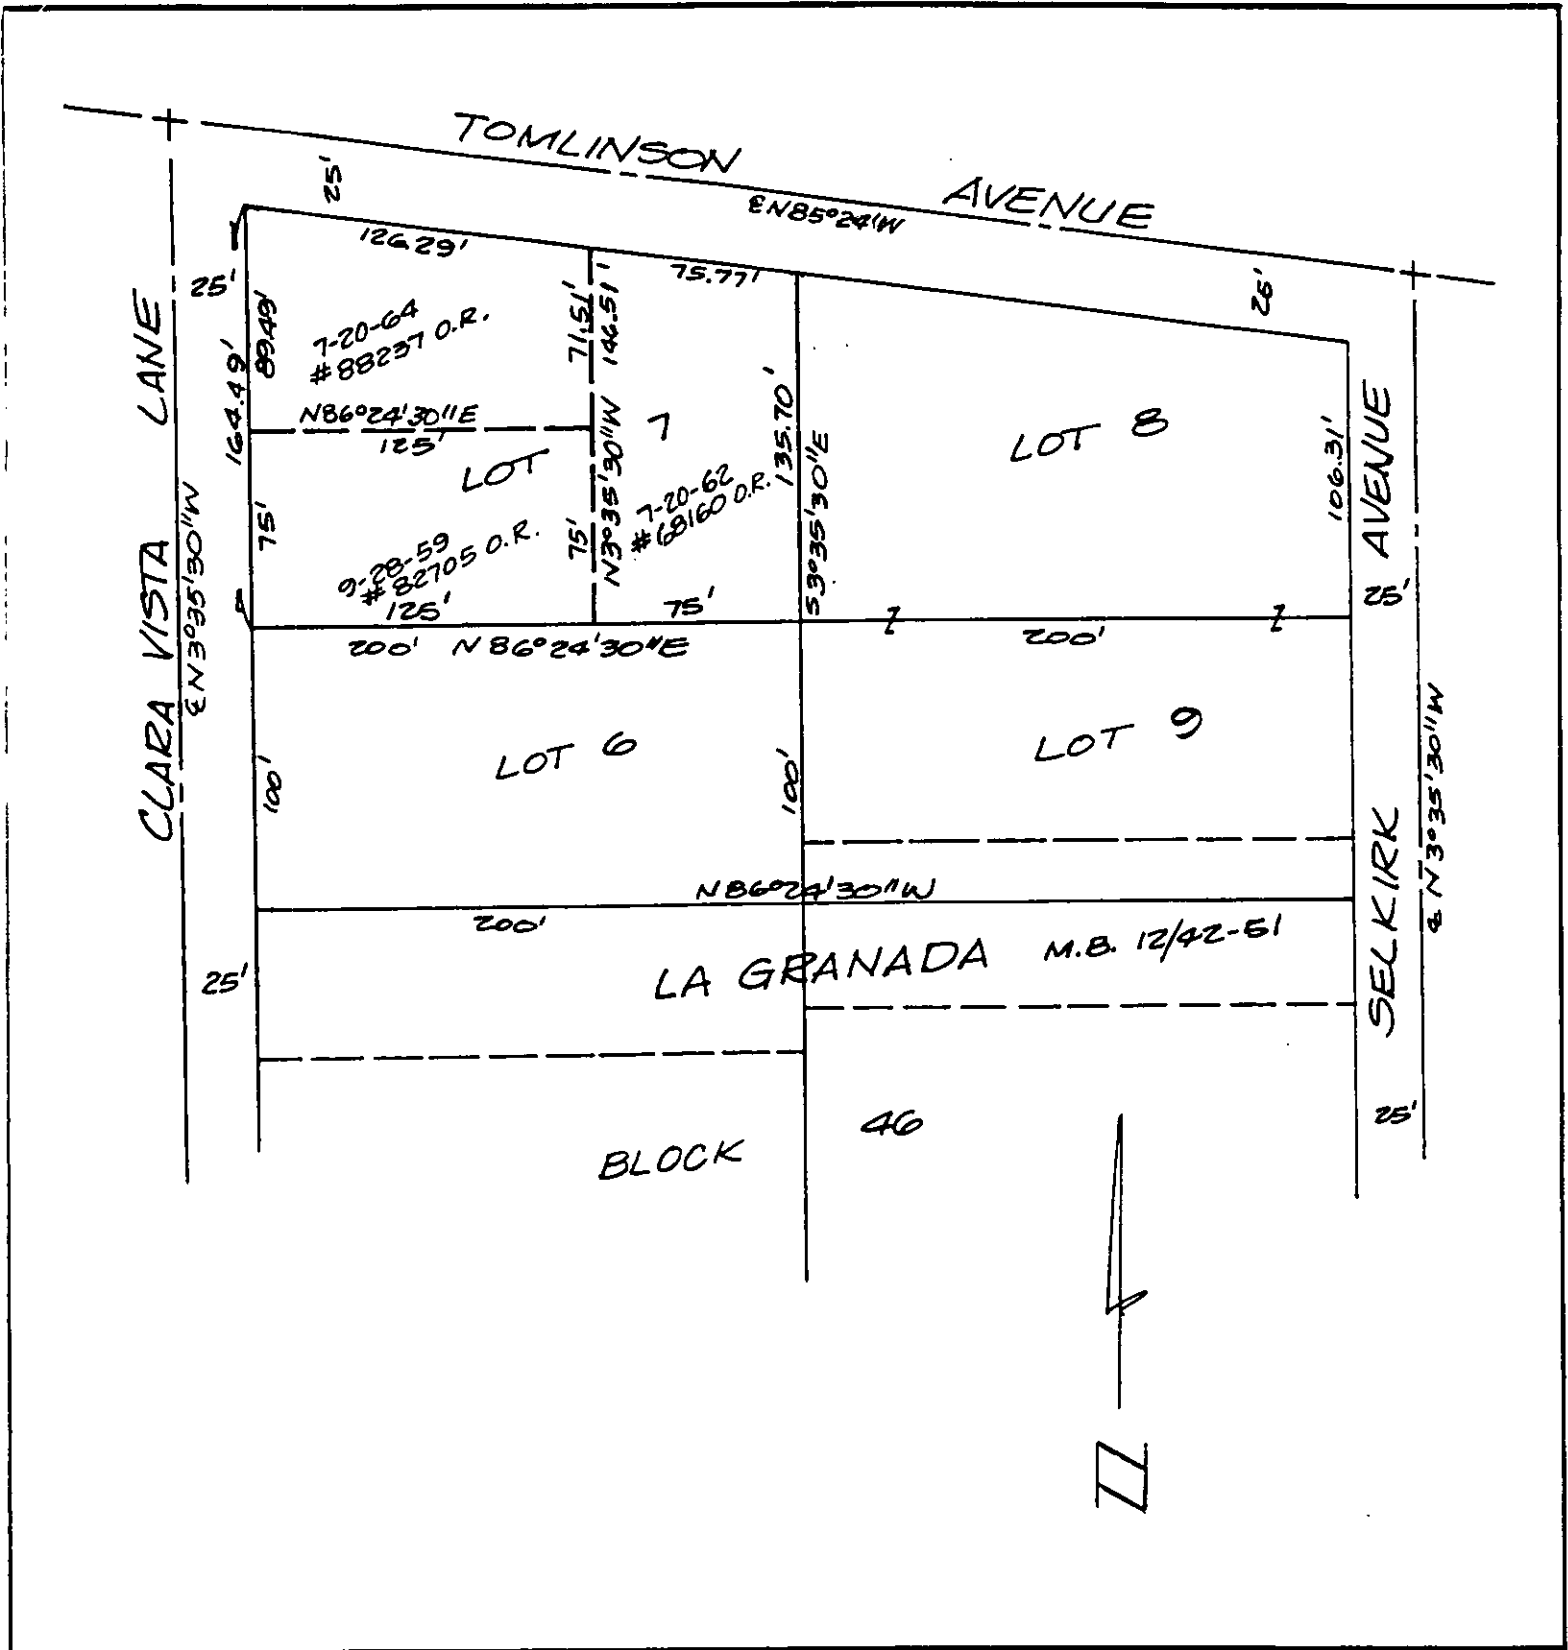 TOMLINSON AVENUE
℄ N85°24'W
25'
25'
126.29'
75.77'
25'
CLARA VISTA LANE
℄ N3°35'30"W
164.49'
89.49'
75'
7-20-64
#88237 O.R.
71.51'
146.51'
N86°24'30"E
125'
LOT 7
N3°35'30"W
75'
7-20-62
#68160 O.R.
135.70'
S3°35'30"E
9-28-59
#82705 O.R.
125'
75'
200' N86°24'30"E
LOT 8
106.31'
SELKIRK AVENUE
25'
℄ N3°35'30"W
200'
LOT 6
100'
100'
LOT 9
N86°24'30"W
200'
25'
LA GRANADA M.B. 12/42-51
25'
BLOCK 46
N